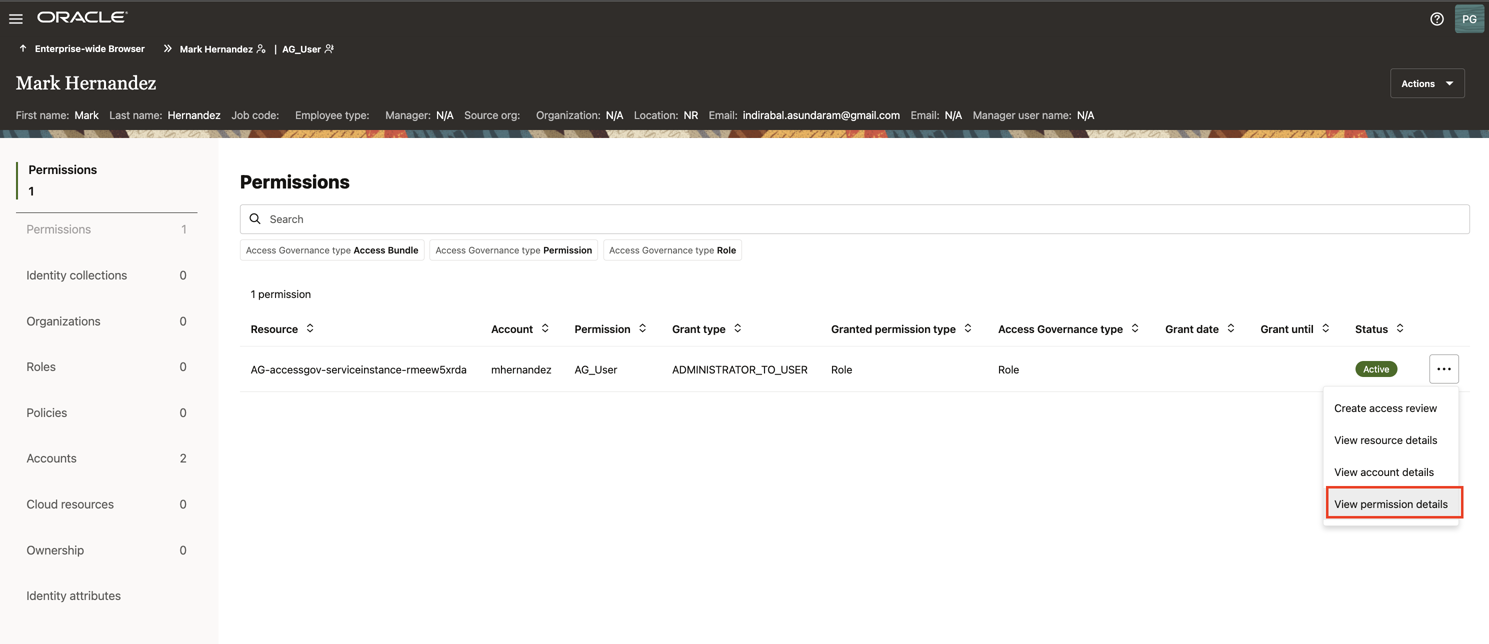 ORACLE
PG
Enterprise-wide Browser Mark Hernandez | AG_User
Mark Hernandez
Actions
First name: Mark Last name: Hernandez Job code: Employee type: Manager: N/A Source org: Organization: N/A Location: NR Email: indirabal.asundaram@gmail.com Email: N/A Manager user name: N/A
Permissions
1
Permissions 1
Identity collections 0
Organizations 0
Roles 0
Policies 0
Accounts 2
Cloud resources 0
Ownership 0
Identity attributes
Permissions
Search
Access Governance type Access Bundle Access Governance type Permission Access Governance type Role
1 permission
Resource Account Permission Grant type Granted permission type Access Governance type Grant date Grant until Status
AG-accessgov-serviceinstance-rmeew5xrda mhernandez AG_User ADMINISTRATOR_TO_USER Role Role Active
Create access review
View resource details
View account details
View permission details